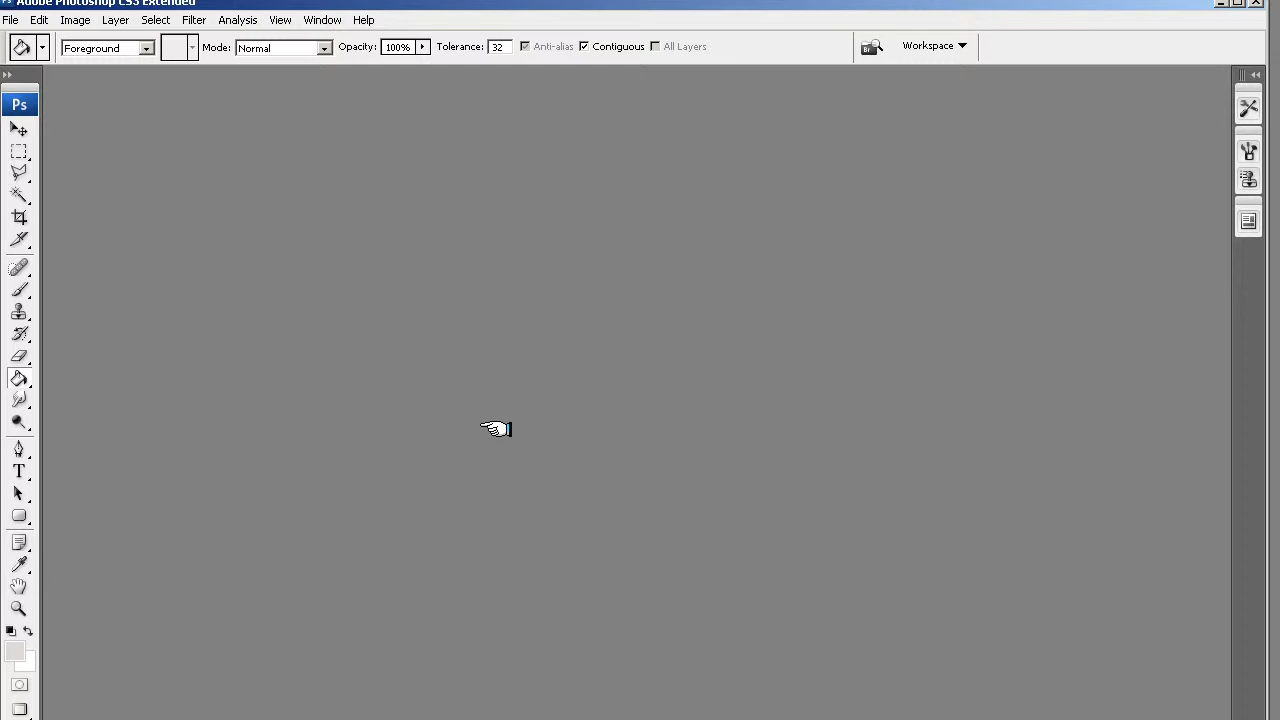 Adobe Photoshop CS3 Extended
File Edit Image Layer Select Filter Analysis View Window Help
Foreground Mode: Normal Opacity: 100% Tolerance: 32 Anti-alias Contiguous All Layers Br Workspace
Ps
T